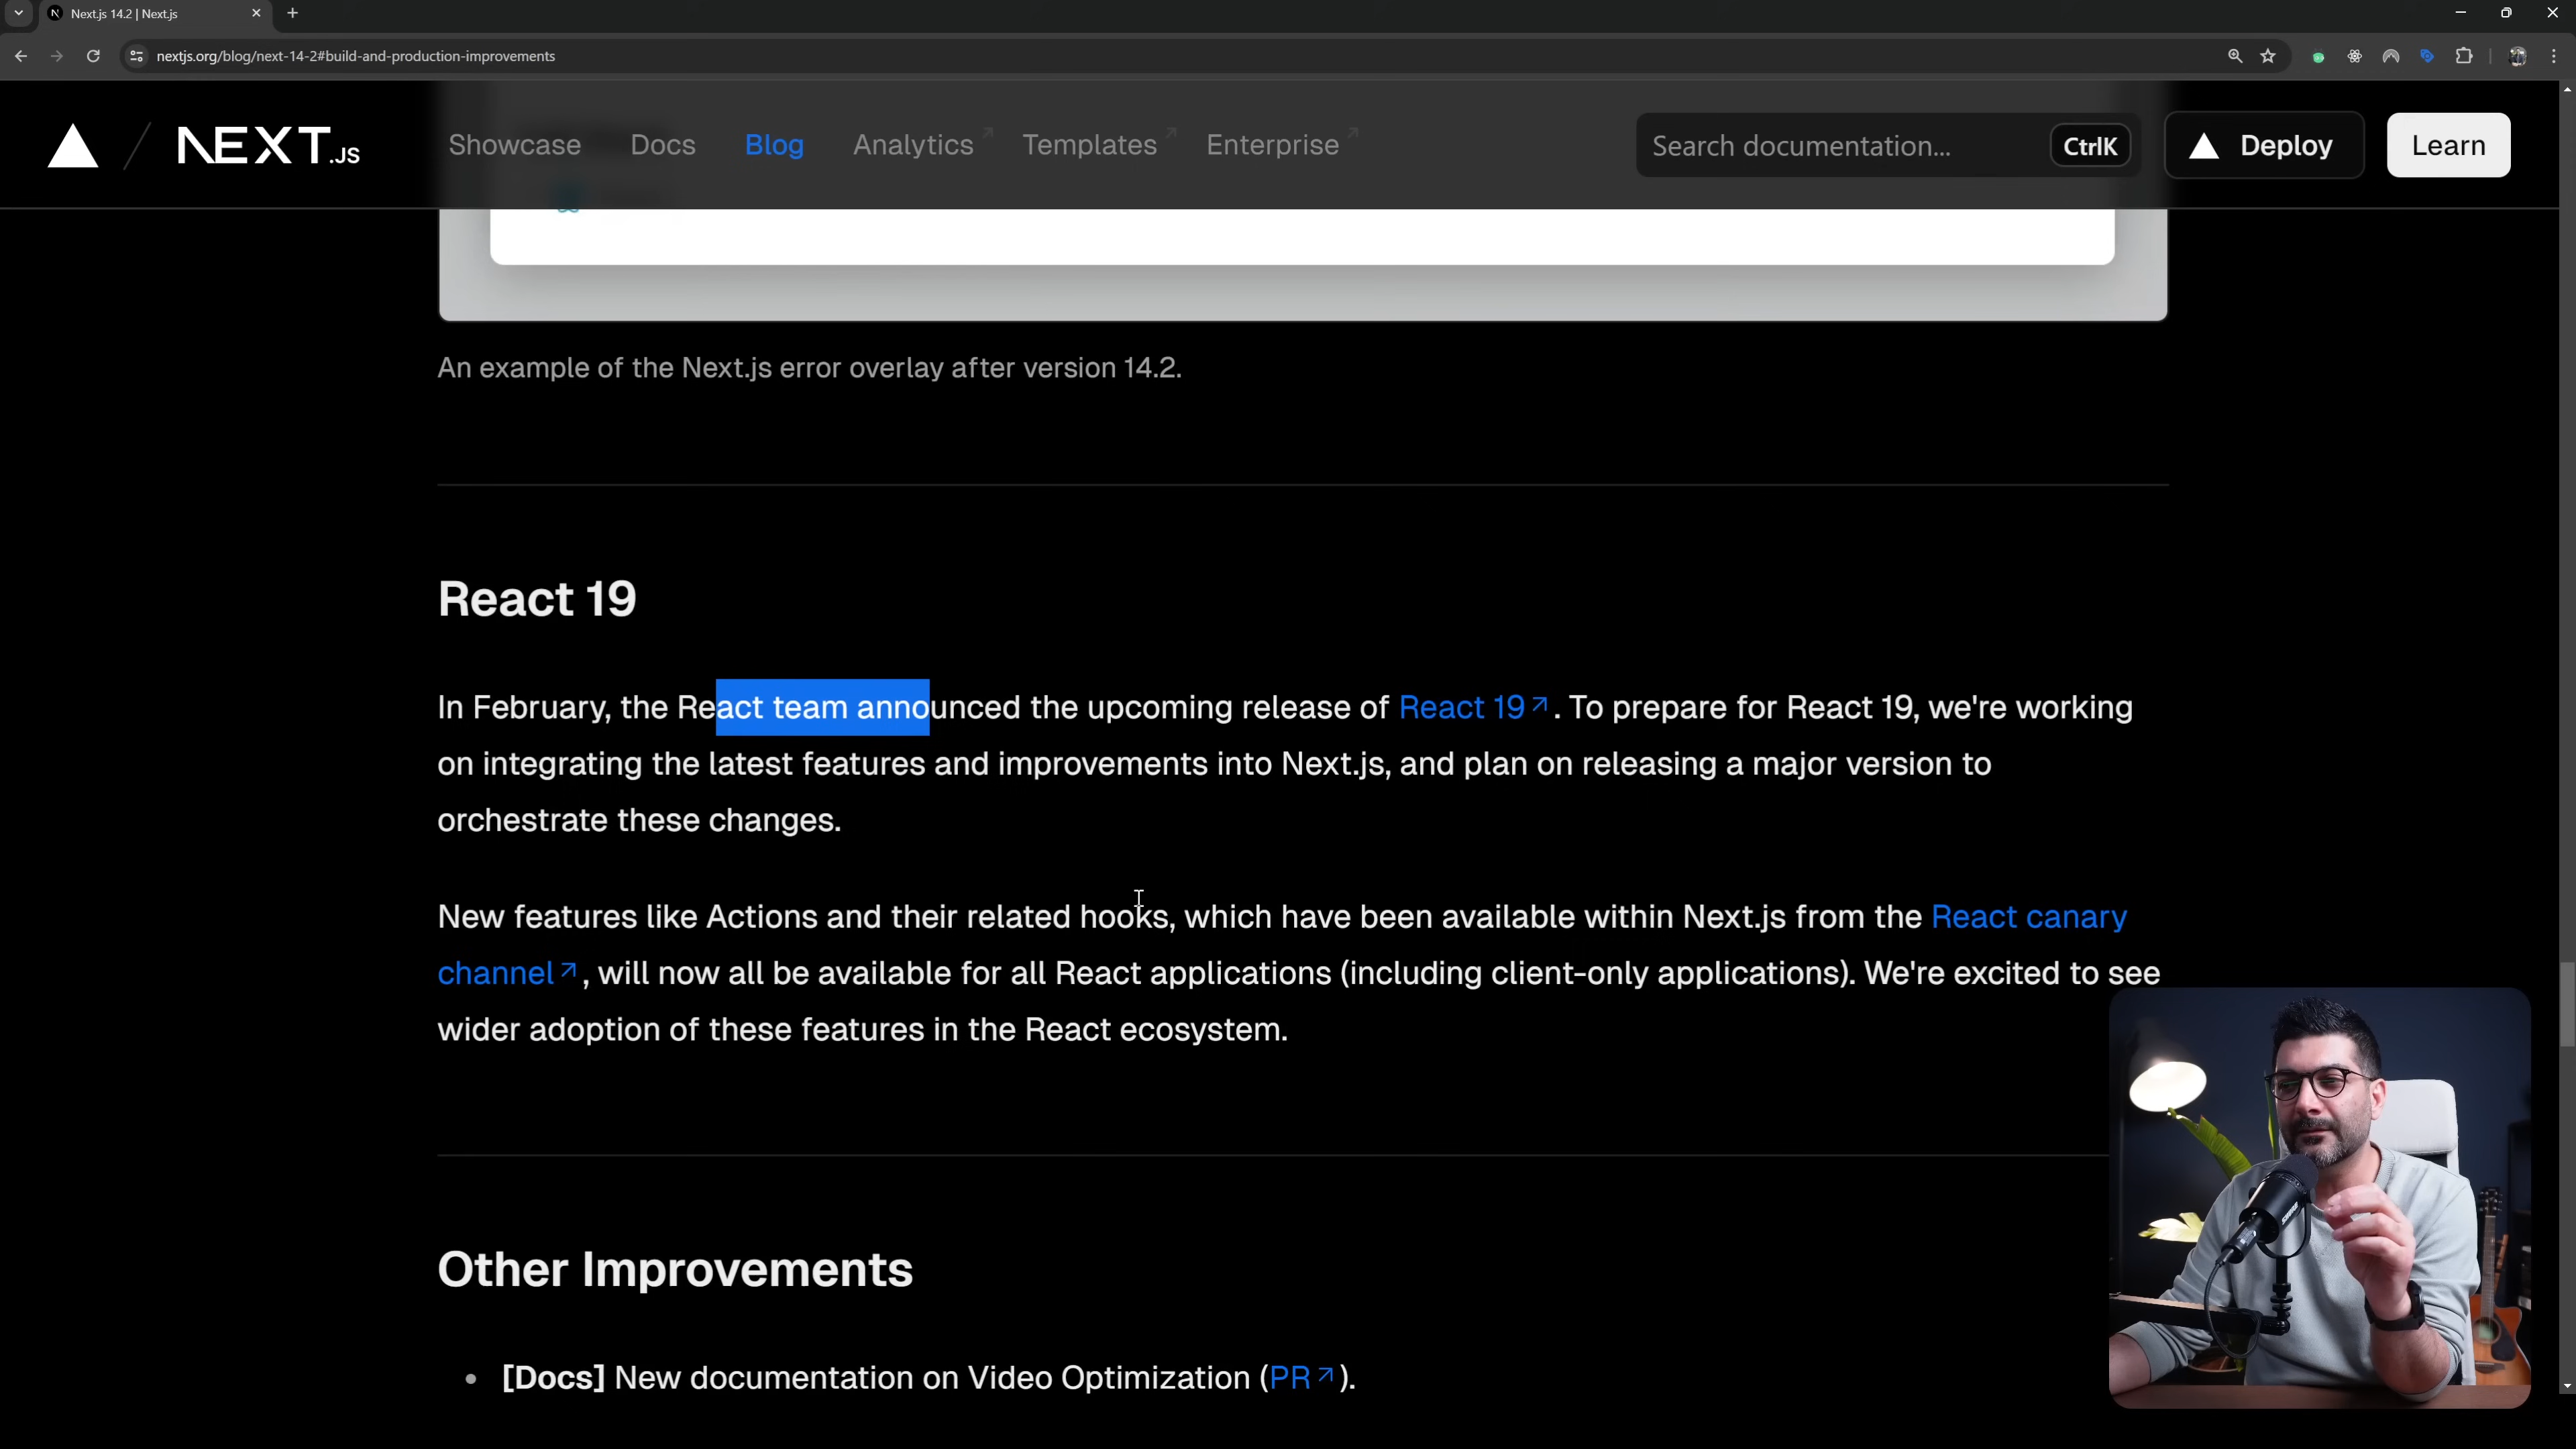 Next.js 14.2 | Next.js
nextjs.org/blog/next-14-2#build-and-production-improvements
NEXT.JS
Showcase Docs Blog Analytics Templates Enterprise
Search documentation... CtrlK
Deploy
Learn
An example of the Next.js error overlay after version 14.2.
React 19
In February, the React team announced the upcoming release of React 19↗. To prepare for React 19, we're working
on integrating the latest features and improvements into Next.js, and plan on releasing a major version to
orchestrate these changes.
New features like Actions and their related hooks, which have been available within Next.js from the React canary
channel↗, will now all be available for all React applications (including client-only applications). We're excited to see
wider adoption of these features in the React ecosystem.
Other Improvements
• [Docs] New documentation on Video Optimization (PR↗).